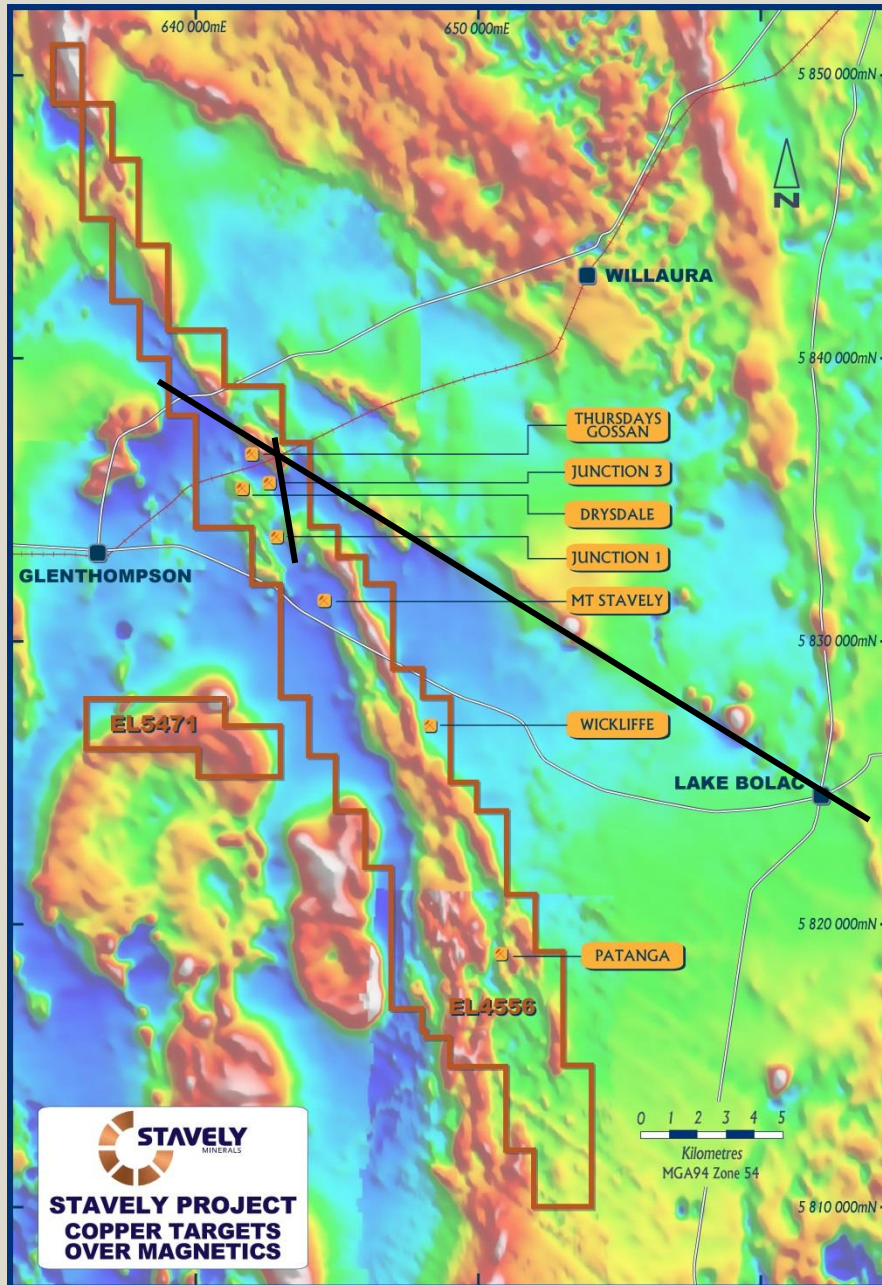 640 000mE
650 000mE
5 850 000mN
N
WILLAURA
5 840 000mN
THURSDAYS
GOSSAN
JUNCTION 3
DRYSDALE
JUNCTION 1
GLENTHOMPSON
MT STAVELY
5 830 000mN
EL5471
WICKLIFFE
LAKE BOLAC
5 820 000mN
PATANGA
EL4556
0 1 2 3 4 5
Kilometres
MGA94 Zone 54
STAVELY
MINERALS
STAVELY PROJECT
COPPER TARGETS
OVER MAGNETICS
5 810 000mN